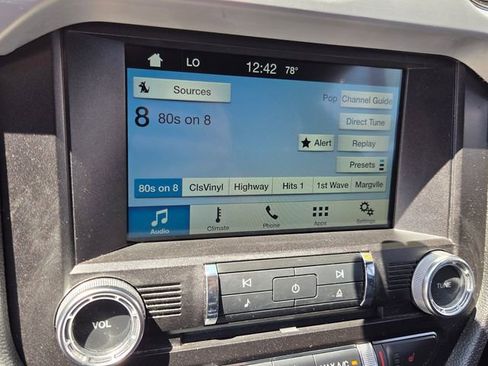 LO 12:42 78°
Sources
Pop Channel Guide
8 80s on 8
Direct Tune
Alert Replay
Presets
80s on 8 ClsVinyl Highway Hits 1 1st Wave Margvlle
Audio Climate Phone Apps Settings
VOL
TUNE
MAX A/C